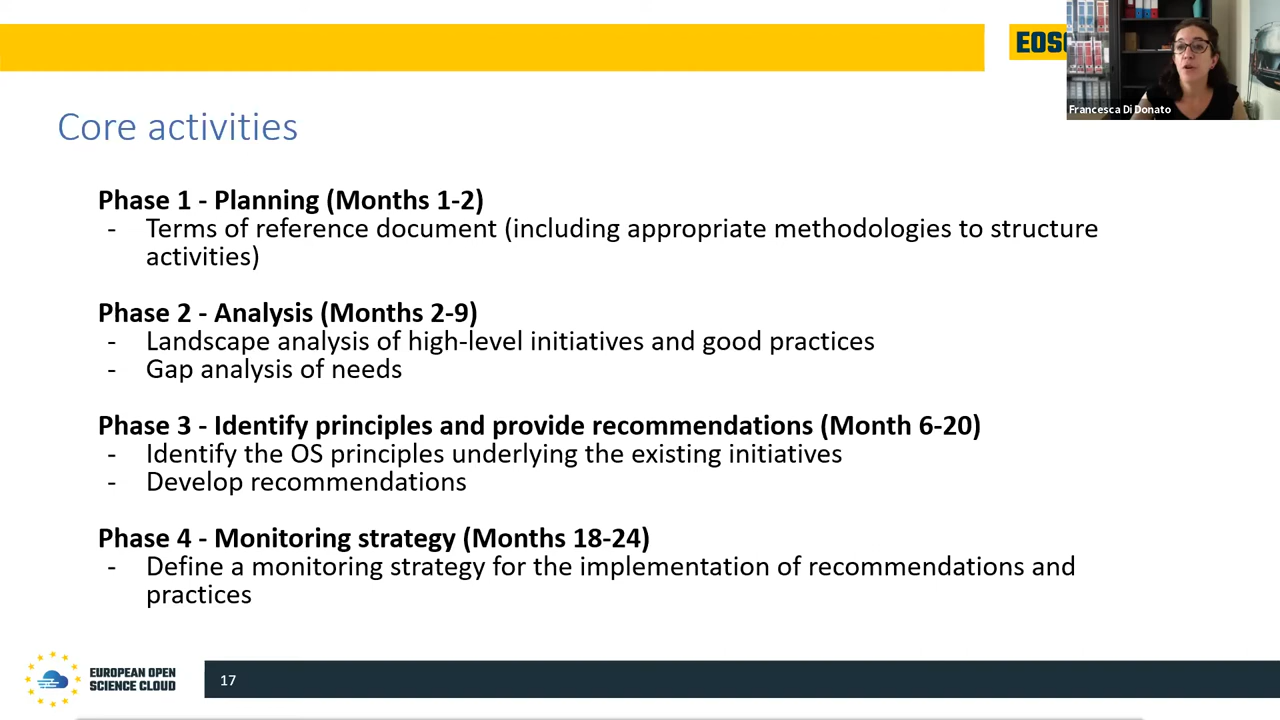 EOSC
Francesca Di Donato
Core activities
Phase 1 - Planning (Months 1-2)
- Terms of reference document (including appropriate methodologies to structure
activities)
Phase 2 - Analysis (Months 2-9)
- Landscape analysis of high-level initiatives and good practices
- Gap analysis of needs
Phase 3 - Identify principles and provide recommendations (Month 6-20)
- Identify the OS principles underlying the existing initiatives
- Develop recommendations
Phase 4 - Monitoring strategy (Months 18-24)
- Define a monitoring strategy for the implementation of recommendations and
practices
EUROPEAN OPEN
SCIENCE CLOUD
17